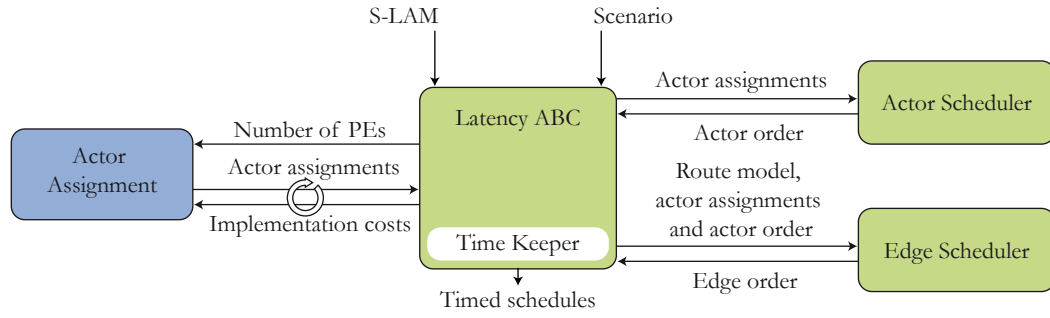 S-LAM
Scenario
Actor assignments
Actor Scheduler
Latency ABC
Number of PEs
Actor order
Actor
Assignment
Actor assignments
Route model,
actor assignments
and actor order
Implementation costs
Time Keeper
Edge Scheduler
Edge order
Timed schedules